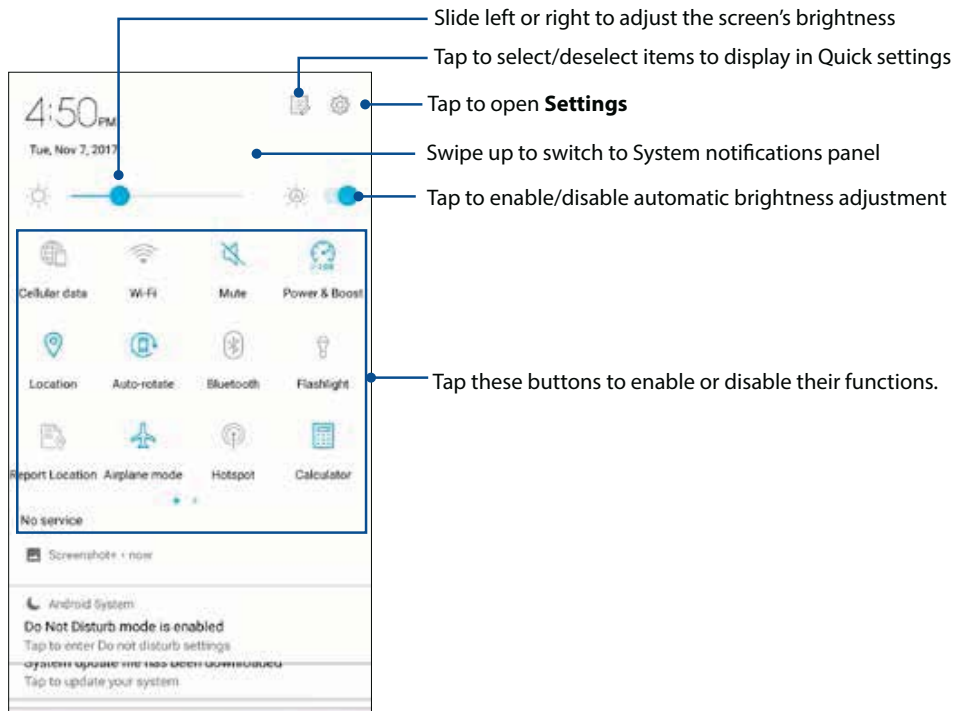 Slide left or right to adjust the screen's brightness
Tap to select/deselect items to display in Quick settings
Tap to open Settings
Swipe up to switch to System notifications panel
Tap to enable/disable automatic brightness adjustment
4:50PM
Tue, Nov 7, 2017
Cellular data Wi-Fi Mute Power & Boost
Location Auto-rotate Bluetooth Flashlight
Tap these buttons to enable or disable their functions.
Report Location Airplane mode Hotspot Calculator
No service
Screenshots • now
Android System
Do Not Disturb mode is enabled
Tap to enter Do not disturb settings
System update file has been downloaded
Tap to update your system